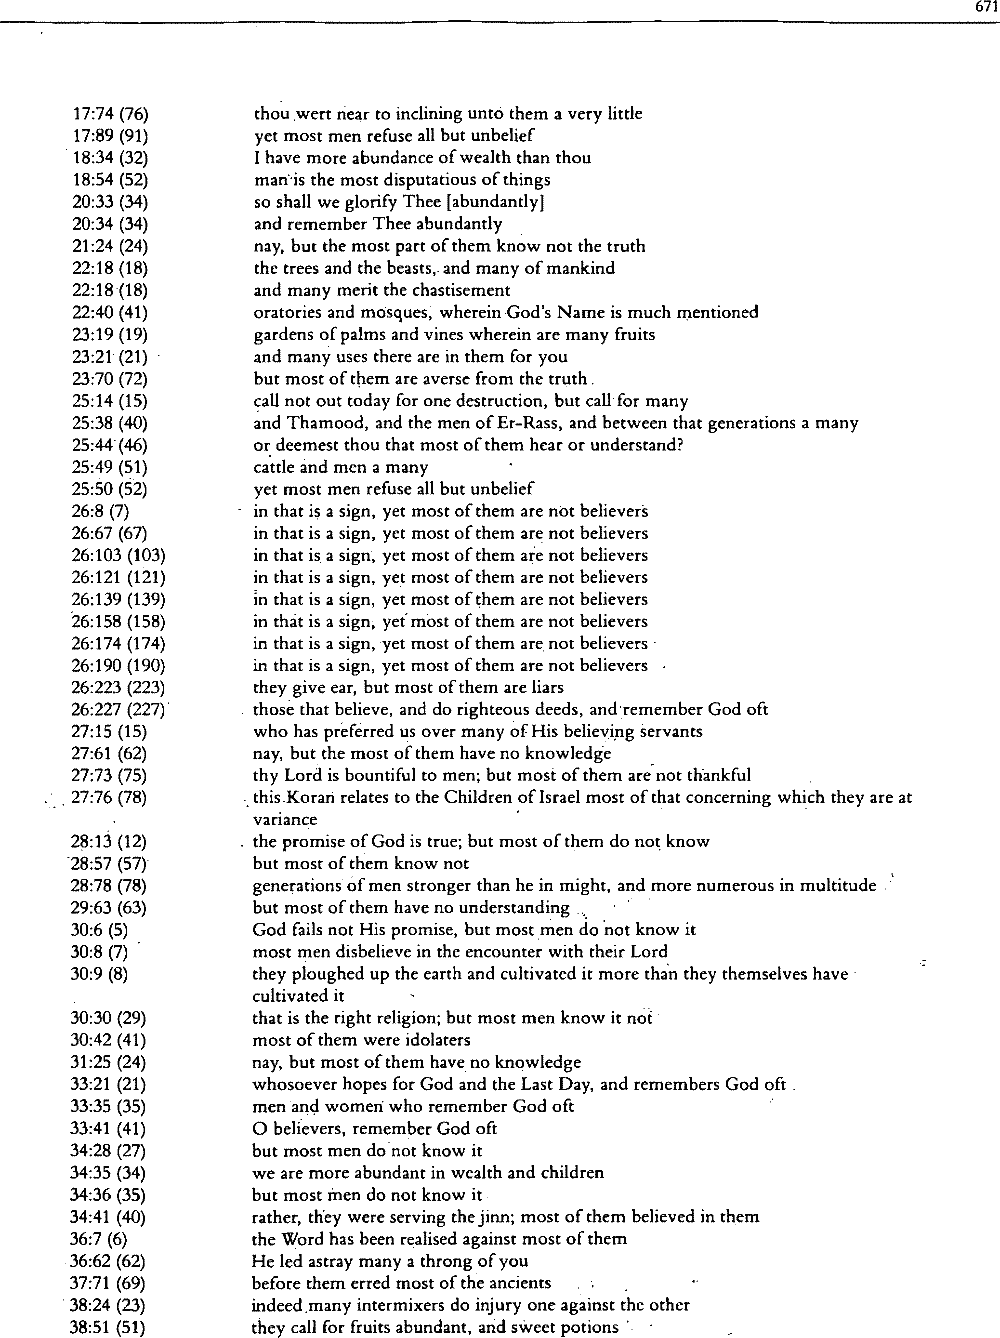 671
17:74 (76) thou wert near to inclining unto them a very little
17:89 (91) yet most men refuse all but unbelief
18:34 (32) I have more abundance of wealth than thou
18:54 (52) man is the most disputatious of things
20:33 (34) so shall we glorify Thee [abundantly]
20:34 (34) and remember Thee abundantly
21:24 (24) nay, but the most part of them know not the truth
22:18 (18) the trees and the beasts, and many of mankind
22:18 (18) and many merit the chastisement
22:40 (41) oratories and mosques, wherein God's Name is much mentioned
23:19 (19) gardens of palms and vines wherein are many fruits
23:21 (21) and many uses there are in them for you
23:70 (72) but most of them are averse from the truth
25:14 (15) call not out today for one destruction, but call for many
25:38 (40) and Thamood, and the men of Er-Rass, and between that generations a many
25:44 (46) or deemest thou that most of them hear or understand?
25:49 (51) cattle and men a many
25:50 (52) yet most men refuse all but unbelief
26:8 (7) in that is a sign, yet most of them are not believers
26:67 (67) in that is a sign, yet most of them are not believers
26:103 (103) in that is a sign, yet most of them are not believers
26:121 (121) in that is a sign, yet most of them are not believers
26:139 (139) in that is a sign, yet most of them are not believers
26:158 (158) in that is a sign, yet most of them are not believers
26:174 (174) in that is a sign, yet most of them are not believers
26:190 (190) in that is a sign, yet most of them are not believers
26:223 (223) they give ear, but most of them are liars
26:227 (227) those that believe, and do righteous deeds, and remember God oft
27:15 (15) who has preferred us over many of His believing servants
27:61 (62) nay, but the most of them have no knowledge
27:73 (75) thy Lord is bountiful to men; but most of them are not thankful
27:76 (78) this Koran relates to the Children of Israel most of that concerning which they are at
variance
28:13 (12) the promise of God is true; but most of them do not know
28:57 (57) but most of them know not
28:78 (78) generations of men stronger than he in might, and more numerous in multitude
29:63 (63) but most of them have no understanding
30:6 (5) God fails not His promise, but most men do not know it
30:8 (7) most men disbelieve in the encounter with their Lord
30:9 (8) they ploughed up the earth and cultivated it more than they themselves have
cultivated it
30:30 (29) that is the right religion; but most men know it not
30:42 (41) most of them were idolaters
31:25 (24) nay, but most of them have no knowledge
33:21 (21) whosoever hopes for God and the Last Day, and remembers God oft
33:35 (35) men and women who remember God oft
33:41 (41) O believers, remember God oft
34:28 (27) but most men do not know it
34:35 (34) we are more abundant in wealth and children
34:36 (35) but most men do not know it
34:41 (40) rather, they were serving the jinn; most of them believed in them
36:7 (6) the Word has been realised against most of them
36:62 (62) He led astray many a throng of you
37:71 (69) before them erred most of the ancients
38:24 (23) indeed many intermixers do injury one against the other
38:51 (51) they call for fruits abundant, and sweet potions